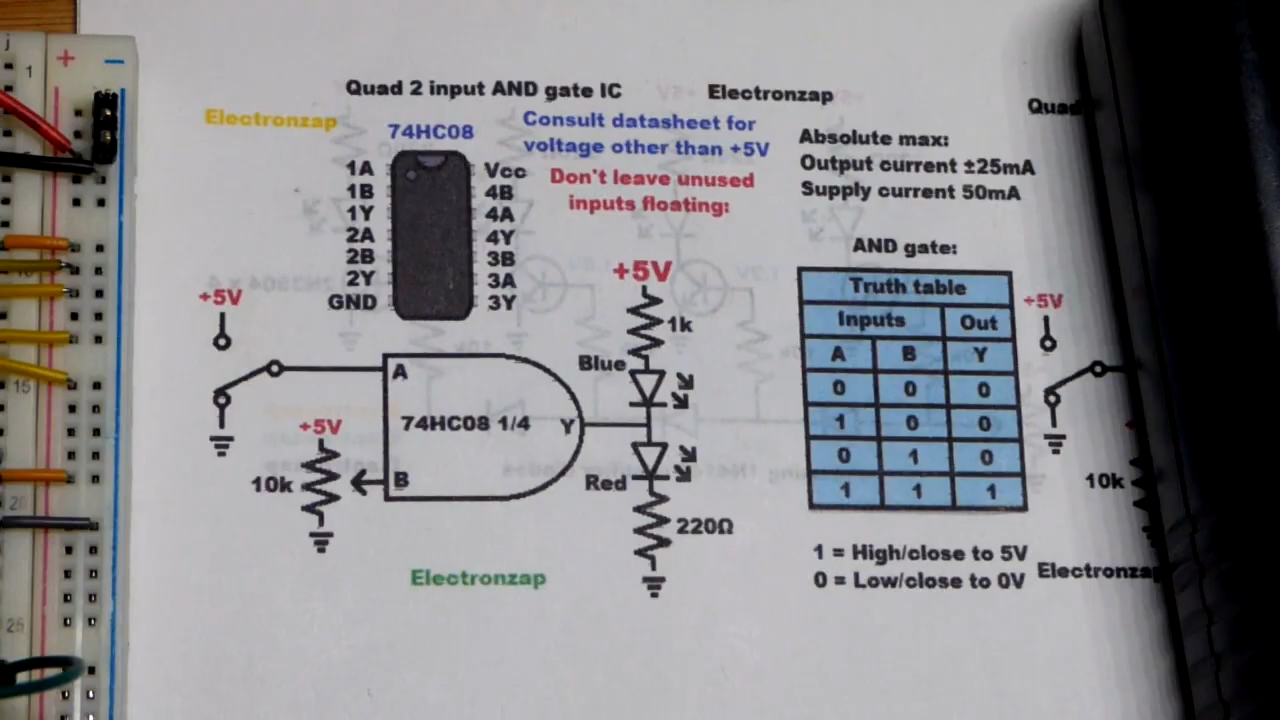 Quad 2 input AND gate IC
Electronzap
Electronzap
74HC08
Consult datasheet for
voltage other than +5V
Don't leave unused
inputs floating:
Absolute max:
Output current ±25mA
Supply current 50mA
1A Vcc
1B 4B
1Y 4A
2A 4Y
2B 3B
2Y 3A
GND 3Y
+5V
+5V
1k
Blue
A
74HC08 1/4 Y
+5V
10k
B
Red
220Ω
Electronzap
AND gate:
Truth table
Inputs Out
A B Y
0 0 0
1 0 0
0 1 0
1 1 1
1 = High/close to 5V
0 = Low/close to 0V
+5V
10k
j
+ −
1
15
20
25